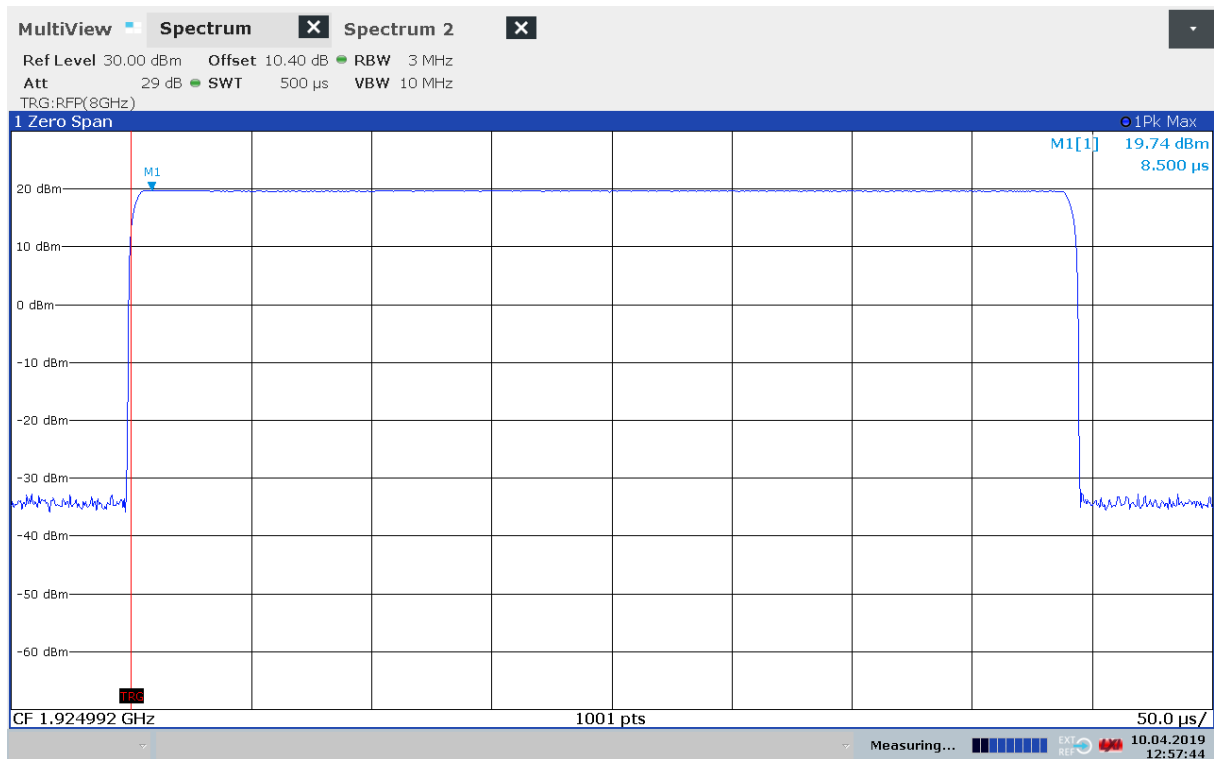 MultiView Spectrum X Spectrum 2 X
Ref Level 30.00 dBm Offset 10.40 dB RBW 3 MHz
Att 29 dB SWT 500 µs VBW 10 MHz
TRG:RFP(8GHz)
1 Zero Span 1Pk Max
M1[1] 19.74 dBm
8.500 µs
M1
20 dBm
10 dBm
0 dBm
-10 dBm
-20 dBm
-30 dBm
-40 dBm
-50 dBm
-60 dBm
TRG
CF 1.924992 GHz 1001 pts 50.0 µs/
Measuring... EXT REF 10.04.2019
12:57:44